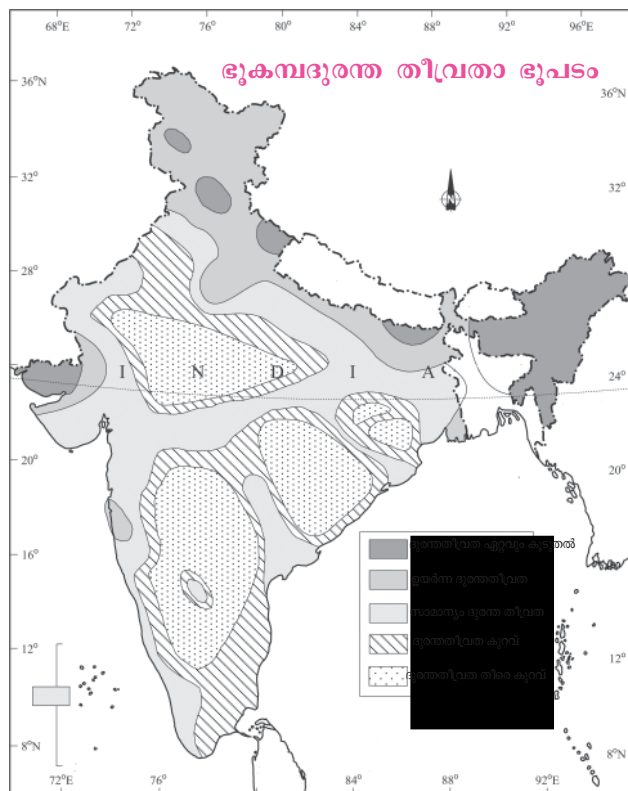 68°E 72° 76° 80° 84° 88° 92° 96°E
ഭൂകമ്പദുരന്ത തീവ്രതാ ഭൂപടം
36°N 36°N
32° 32°
N
28° 28°
I N D I A
24° 24°
20° 20°
ദുരന്തതീവ്രത ഏറ്റവും കൂടുതൽ
ഉയർന്ന ദുരന്തതീവ്രത
16° 16°
സാമാന്യം ദുരന്ത തീവ്രത
ദുരന്തതീവ്രത കുറവ്
12° 12°
ദുരന്തതീവ്രത തീരെ കുറവ്
8°N 8°N
72°E 76° 80° 84° 88° 92°E